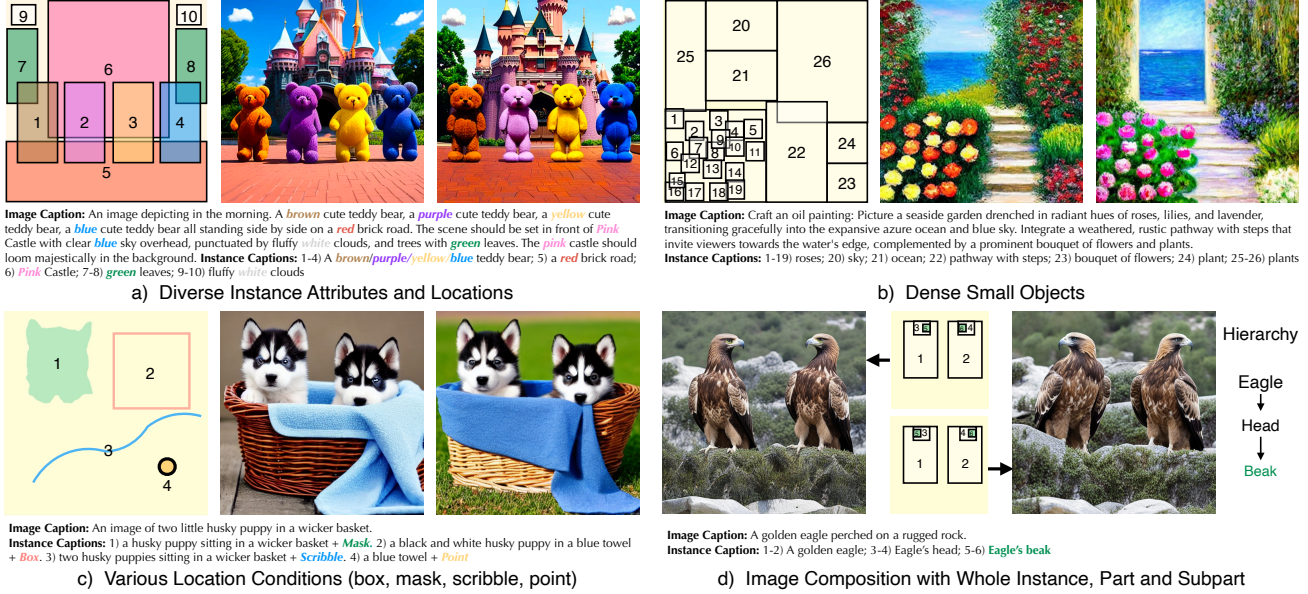 9
10
7
8
6
1
2
3
4
5
Image Caption: An image depicting in the morning. A brown cute teddy bear, a purple cute teddy bear, a yellow cute
teddy bear, a blue cute teddy bear all standing side by side on a red brick road. The scene should be set in front of Pink
Castle with clear blue sky overhead, punctuated by fluffy white clouds, and trees with green leaves. The pink castle should
loom majestically in the background. Instance Captions: 1-4) A brown/purple/yellow/blue teddy bear; 5) a red brick road;
6) Pink Castle; 7-8) green leaves; 9-10) fluffy white clouds
a) Diverse Instance Attributes and Locations
20
25
26
21
1
3
2
4
5
9
7
10
6
8
11
12
13
14
15
16
17
18
19
22
24
23
Image Caption: Craft an oil painting: Picture a seaside garden drenched in radiant hues of roses, lilies, and lavender,
transitioning gracefully into the expansive azure ocean and blue sky. Integrate a weathered, rustic pathway with steps that
invite viewers towards the water's edge, complemented by a prominent bouquet of flowers and plants.
Instance Captions: 1-19) roses; 20) sky; 21) ocean; 22) pathway with steps; 23) bouquet of flowers; 24) plant; 25-26) plants
b) Dense Small Objects
1
2
3
4
Image Caption: An image of two little husky puppy in a wicker basket.
Instance Captions: 1) a husky puppy sitting in a wicker basket + Mask. 2) a black and white husky puppy in a blue towel
+ Box. 3) two husky puppies sitting in a wicker basket + Scribble. 4) a blue towel + Point
c) Various Location Conditions (box, mask, scribble, point)
3
4
1
2
3
4
1
2
Hierarchy
Eagle
Head
Beak
Image Caption: A golden eagle perched on a rugged rock.
Instance Captions: 1-2) A golden eagle; 3-4) Eagle's head; 5-6) Eagle's beak
d) Image Composition with Whole Instance, Part and Subpart